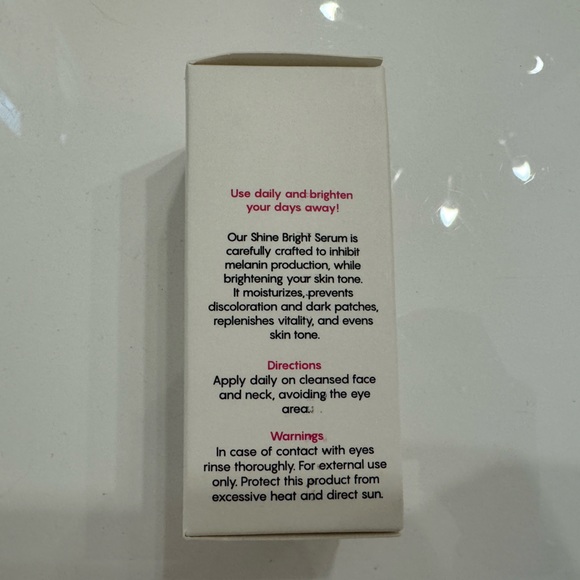 Use daily and brighten
your days away!
Our Shine Bright Serum is
carefully crafted to inhibit
melanin production, while
brightening your skin tone.
It moisturizes, prevents
discoloration and dark patches,
replenishes vitality, and evens
skin tone.
Directions
Apply daily on cleansed face
and neck, avoiding the eye
area.
Warnings
In case of contact with eyes
rinse thoroughly. For external use
only. Protect this product from
excessive heat and direct sun.